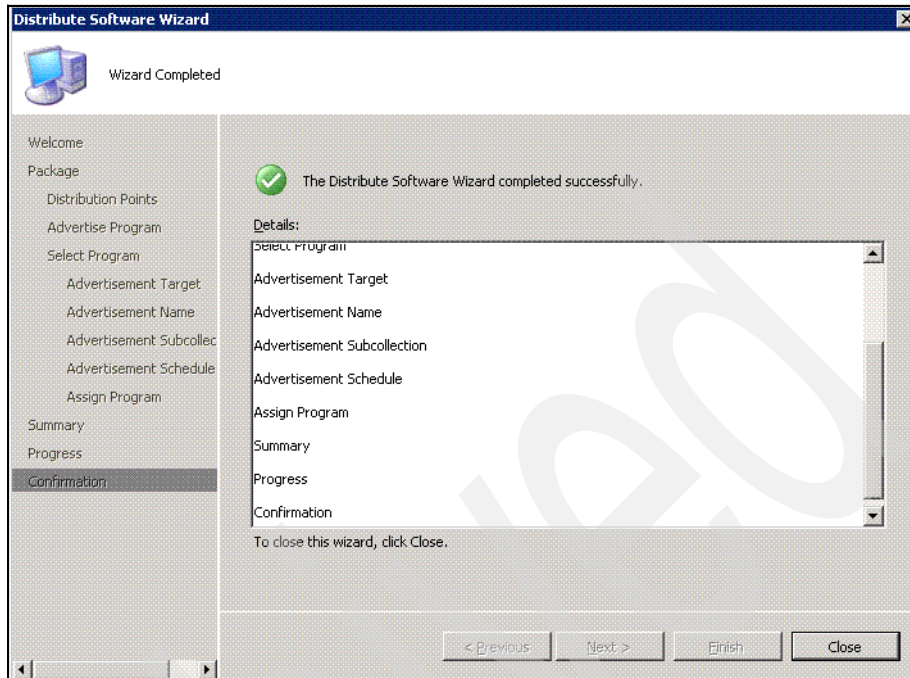 Distribute Software Wizard
Wizard Completed
Welcome
Package
Distribution Points
Advertise Program
Select Program
Advertisement Target
Advertisement Name
Advertisement Subcollec
Advertisement Schedule
Assign Program
Summary
Progress
Confirmation
The Distribute Software Wizard completed successfully.
Details:
Select Program
Advertisement Target
Advertisement Name
Advertisement Subcollection
Advertisement Schedule
Assign Program
Summary
Progress
Confirmation
To close this wizard, click Close.
< Previous
Next >
Finish
Close